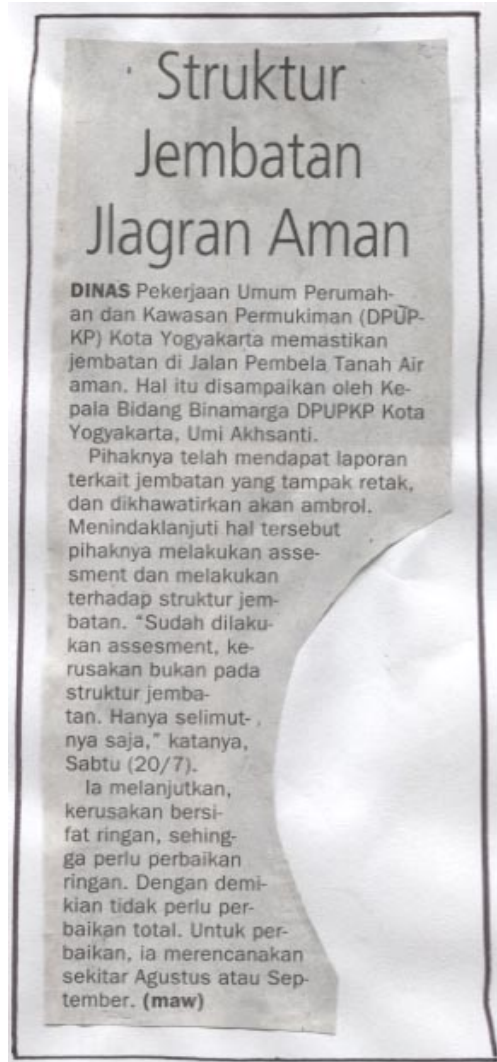 Struktur
Jembatan
Jlagran Aman
DINAS Pekerjaan Umum Perumah-
an dan Kawasan Permukiman (DPUP-
KP) Kota Yogyakarta memastikan
jembatan di Jalan Pembela Tanah Air
aman. Hal itu disampaikan oleh Ke-
pala Bidang Binamarga DPUPKP Kota
Yogyakarta, Umi Akhsanti.
Pihaknya telah mendapat laporan
terkait jembatan yang tampak retak,
dan dikhawatirkan akan ambrol.
Menindaklanjuti hal tersebut
pihaknya melakukan asse-
sment dan melakukan
terhadap struktur jem-
batan. "Sudah dilaku-
kan assesment, ke-
rusakan bukan pada
struktur jemba-
tan. Hanya selimut-
nya saja," katanya,
Sabtu (20/7).
Ia melanjutkan,
kerusakan bersi-
fat ringan, sehing-
ga perlu perbaikan
ringan. Dengan demi-
kian tidak perlu per-
baikan total. Untuk per-
baikan, ia merencanakan
sekitar Agustus atau Sep-
tember. (maw)